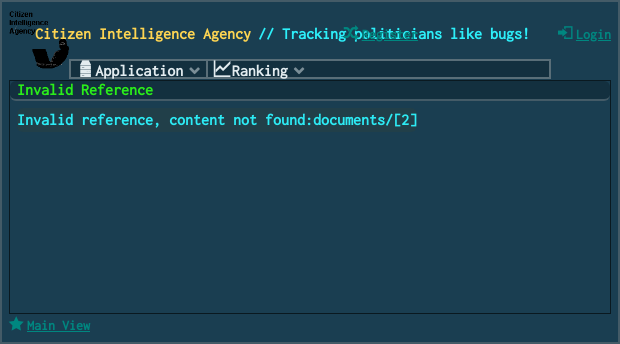 Citizen
Intelligence
Agency
Citizen Intelligence Agency // Tracking politicians like bugs!
Register
Login
Application
Ranking
Invalid Reference
Invalid reference, content not found:documents/[2]
Main View